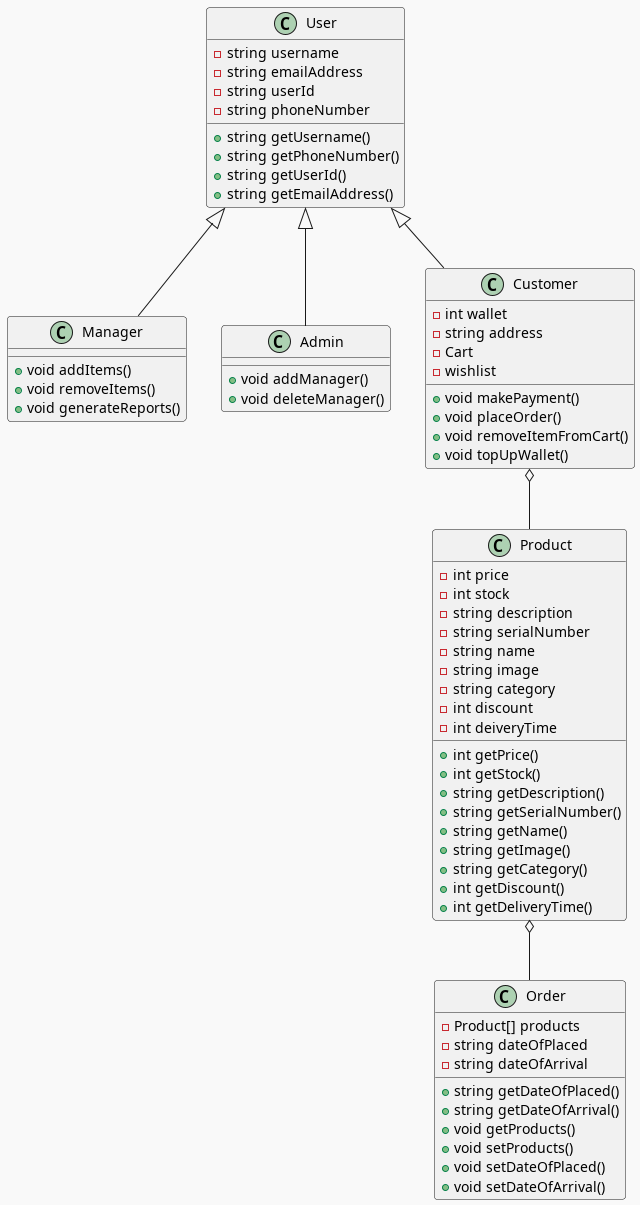 C User
string username
string emailAddress
string userId
string phoneNumber
string getUsername()
string getPhoneNumber()
string getUserId()
string getEmailAddress()
C Manager
void addItems()
void removeItems()
void generateReports()
C Admin
void addManager()
void deleteManager()
C Customer
int wallet
string address
Cart
wishlist
void makePayment()
void placeOrder()
void removeItemFromCart()
void topUpWallet()
C Product
int price
int stock
string description
string serialNumber
string name
string image
string category
int discount
int deiveryTime
int getPrice()
int getStock()
string getDescription()
string getSerialNumber()
string getName()
string getImage()
string getCategory()
int getDiscount()
int getDeliveryTime()
C Order
Product[] products
string dateOfPlaced
string dateOfArrival
string getDateOfPlaced()
string getDateOfArrival()
void getProducts()
void setProducts()
void setDateOfPlaced()
void setDateOfArrival()